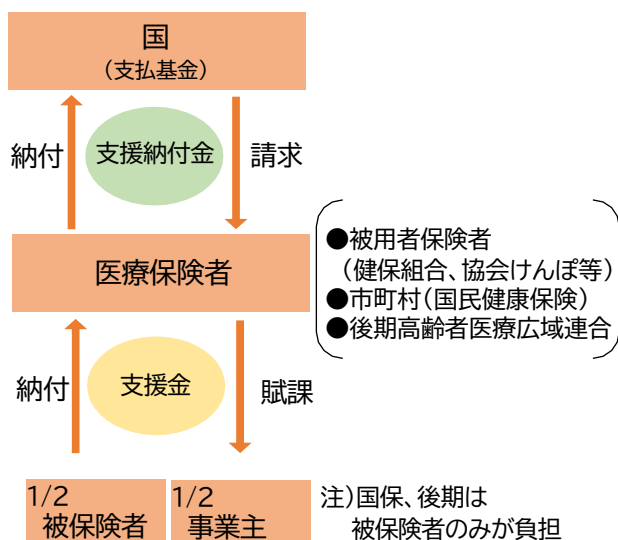 国
（支払基金）
納付
支援納付金
請求
医療保険者
●被用者保険者
（健保組合、協会けんぽ等）
●市町村（国民健康保険）
●後期高齢者医療広域連合
納付
支援金
賦課
1/2
被保険者
1/2
事業主
注）国保、後期は
被保険者のみが負担